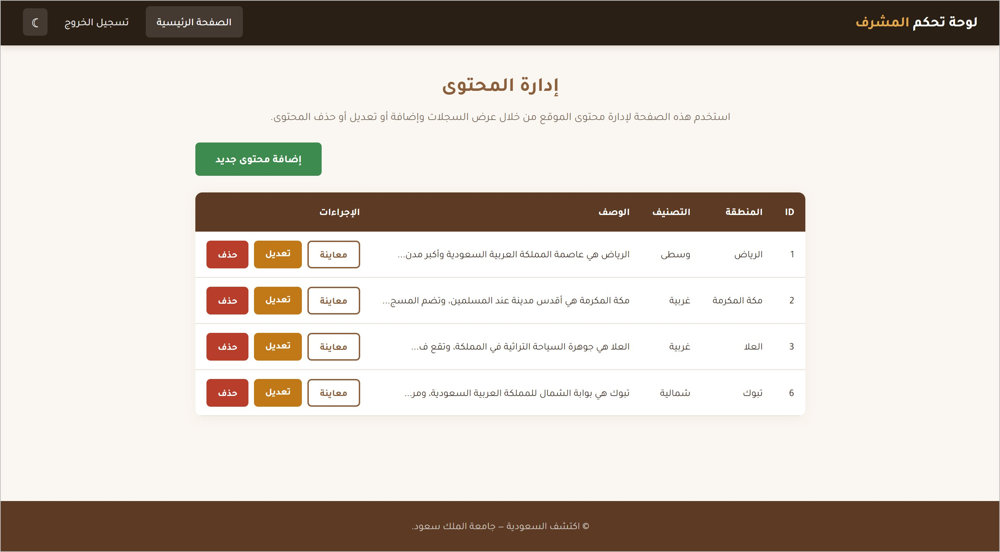 لوحة تحكم المشرف
الصفحة الرئيسية
تسجيل الخروج
إدارة المحتوى
استخدم هذه الصفحة لإدارة محتوى الموقع من خلال عرض السجلات وإضافة أو تعديل أو حذف المحتوى.
إضافة محتوى جديد
ID المنطقة التصنيف الوصف الإجراءات
1 الرياض وسطى الرياض هي عاصمة المملكة العربية السعودية وأكبر مدن... معاينة تعديل حذف
2 مكة المكرمة غربية مكة المكرمة هي أقدس مدينة عند المسلمين، وتضم المسج... معاينة تعديل حذف
3 العلا غربية العلا هي جوهرة السياحة التراثية في المملكة، وتقع ف... معاينة تعديل حذف
6 تبوك شمالية تبوك هي بوابة الشمال للمملكة العربية السعودية، ومر... معاينة تعديل حذف
© اكتشف السعودية – جامعة الملك سعود.